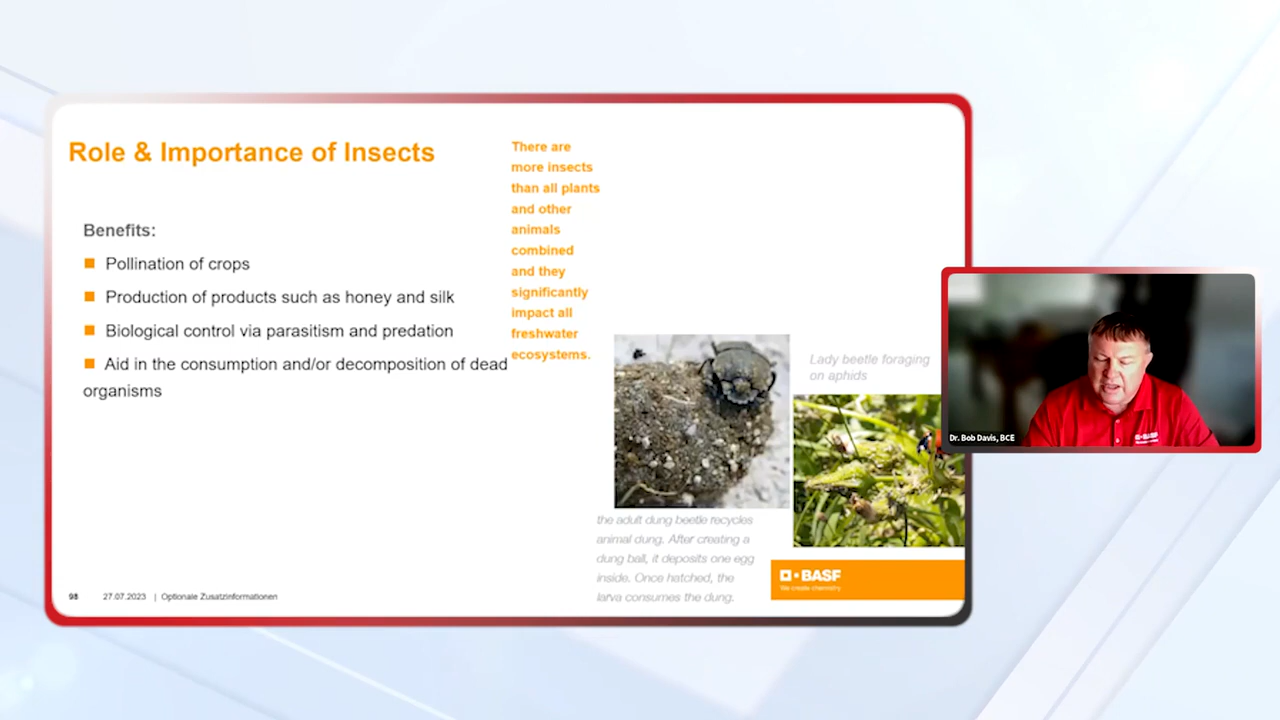 Role & Importance of Insects
Benefits:
Pollination of crops
Production of products such as honey and silk
Biological control via parasitism and predation
Aid in the consumption and/or decomposition of dead
organisms
There are
more insects
than all plants
and other
animals
combined
and they
significantly
impact all
freshwater
ecosystems.
Lady beetle foraging
on aphids
the adult dung beetle recycles
animal dung. After creating a
dung ball, it deposits one egg
inside. Once hatched, the
larva consumes the dung.
BASF
We create chemistry
98 27.07.2023 | Optionale Zusatzinformationen
Dr. Bob Davis, BCE
BASF